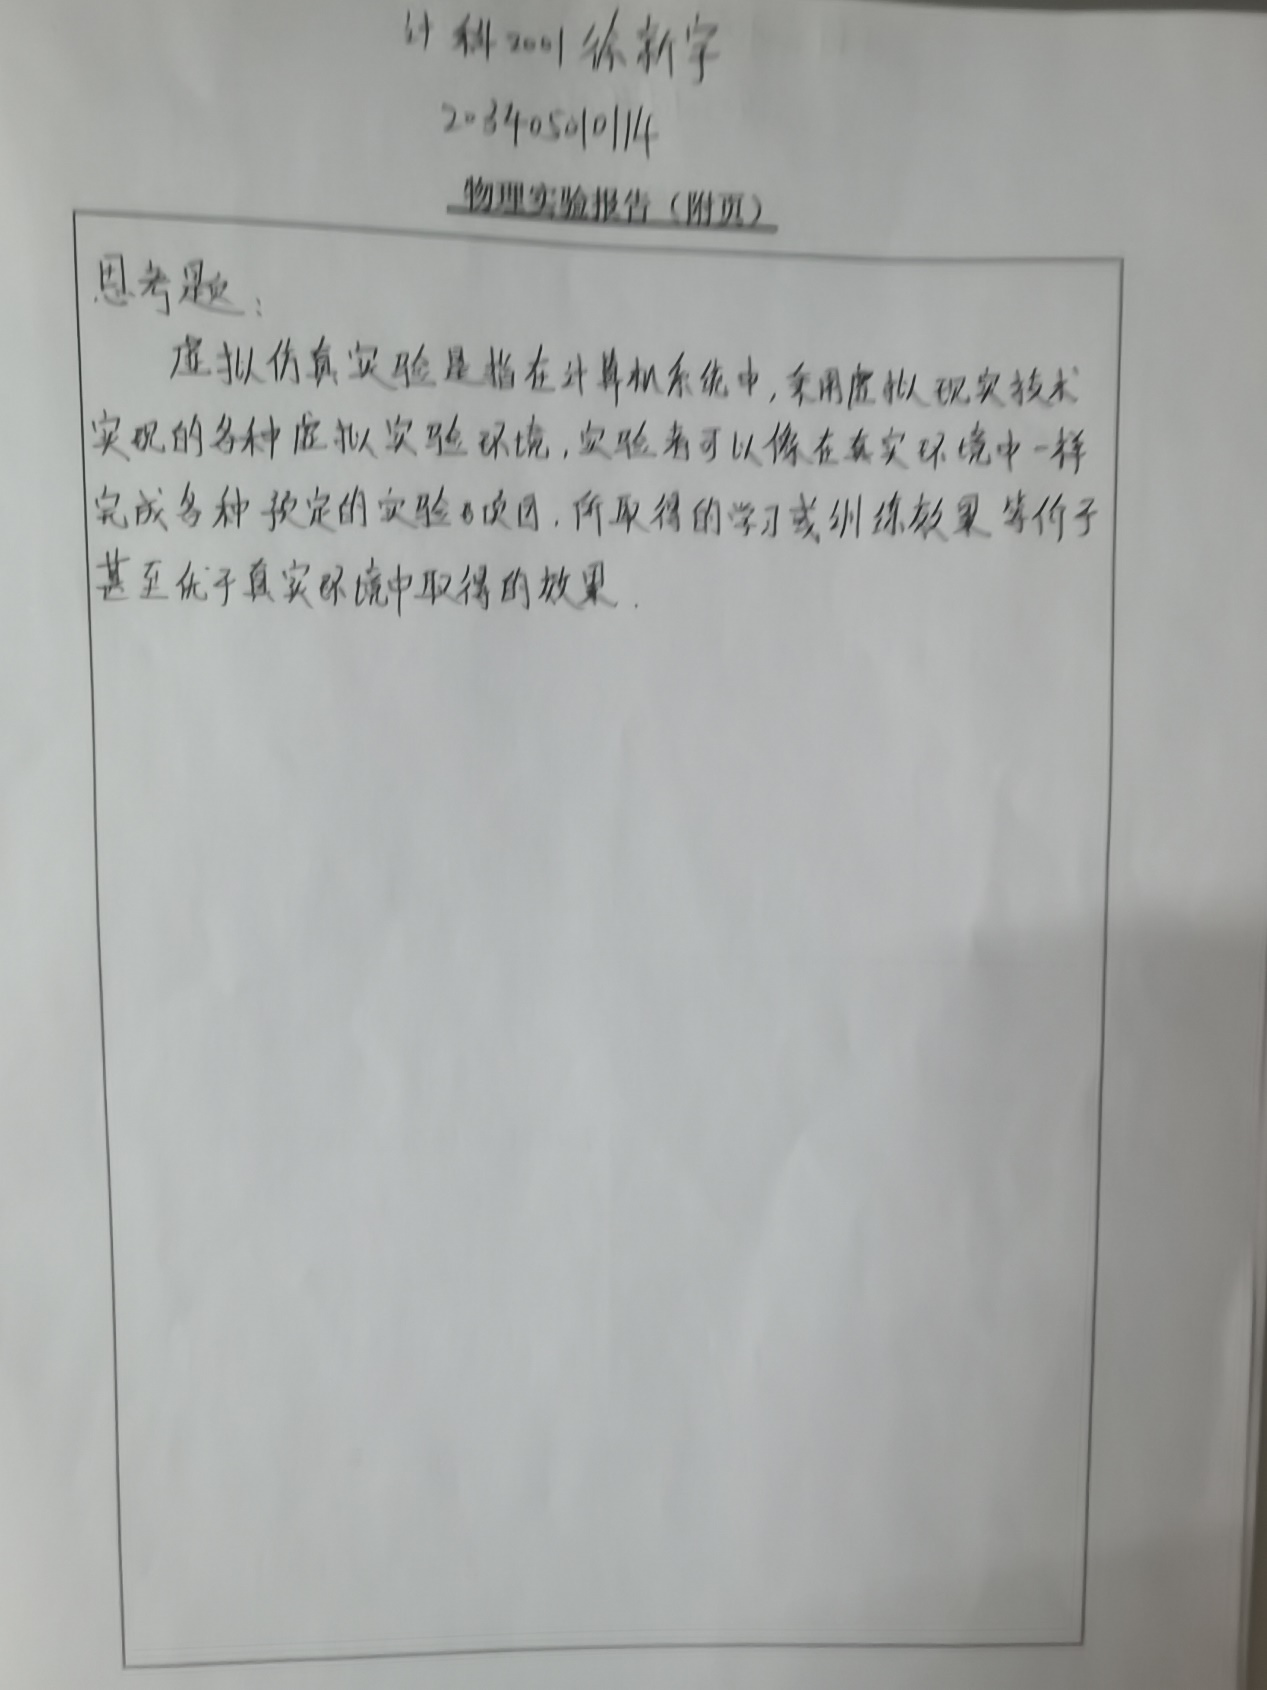 计科2001 徐新宇
203405010114
物理实验报告（附页）
思考题：
虚拟仿真实验是指在计算机系统中，采用虚拟现实技术
实现的各种虚拟实验环境，实验者可以像在真实环境中一样
完成各种预定的实验项目，所取得的学习或训练效果等价于
甚至优于真实环境中取得的效果.